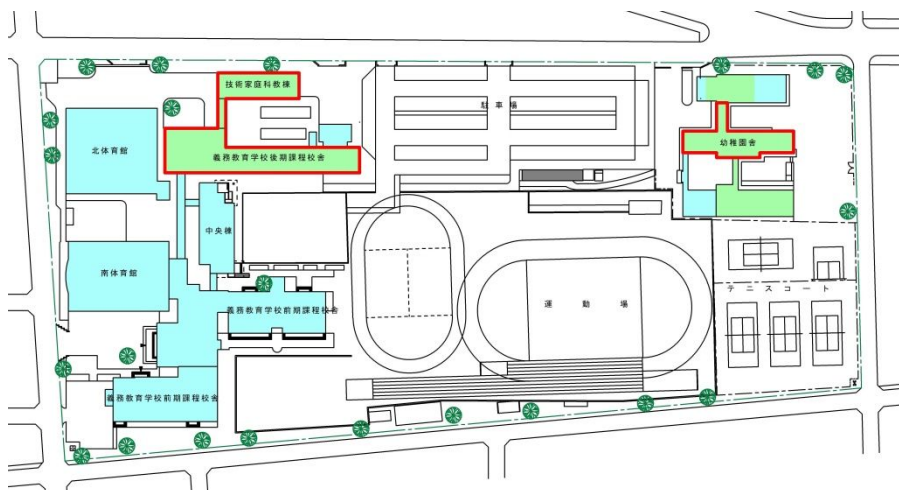 技術家庭科教棟
駐車場
北体育館
義務教育学校後期課程校舎
幼稚園舎
中央棟
南体育館
テニスコート
義務教育学校前期課程校舎
運動場
義務教育学校前期課程校舎